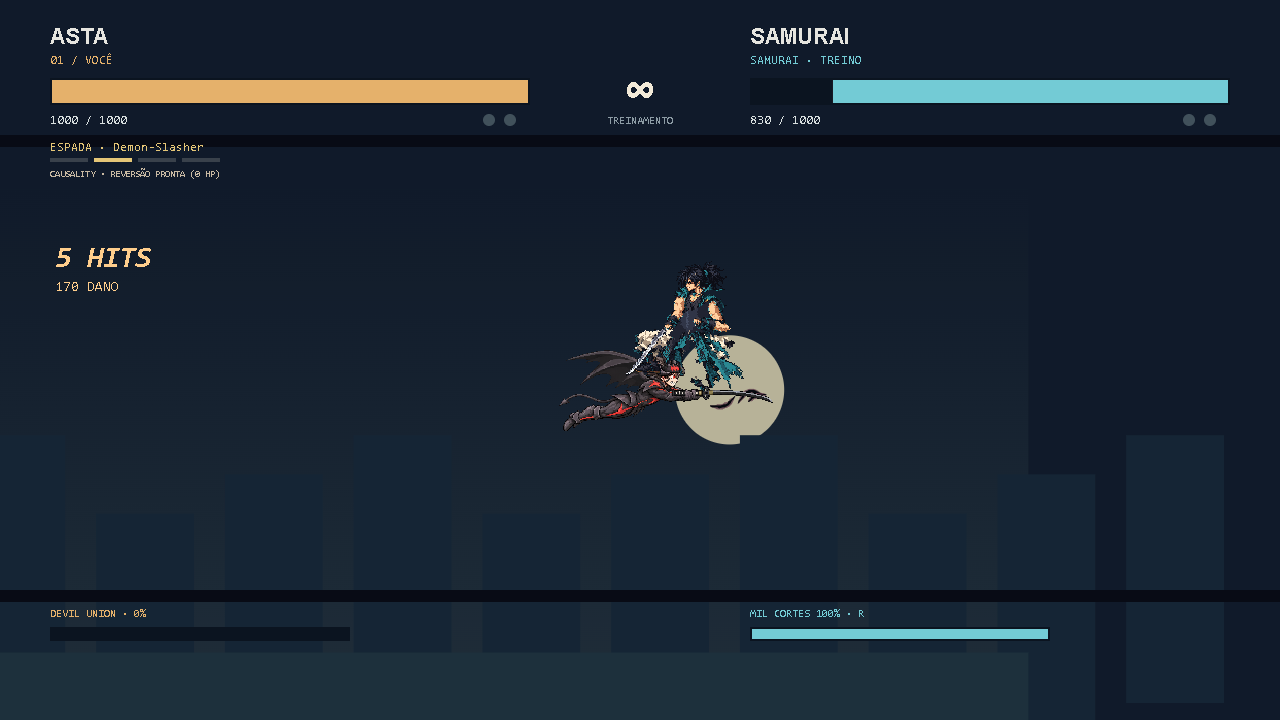 ASTA
01 / VOCÊ
1000 / 1000
SAMURAI
SAMURAI · TREINO
830 / 1000
∞
TREINAMENTO
ESPADA · Demon-Slasher
CAUSALITY · REVERSÃO PRONTA (0 HP)
5 HITS
170 DANO
DEVIL UNION · 0%
MIL CORTES 100% · R